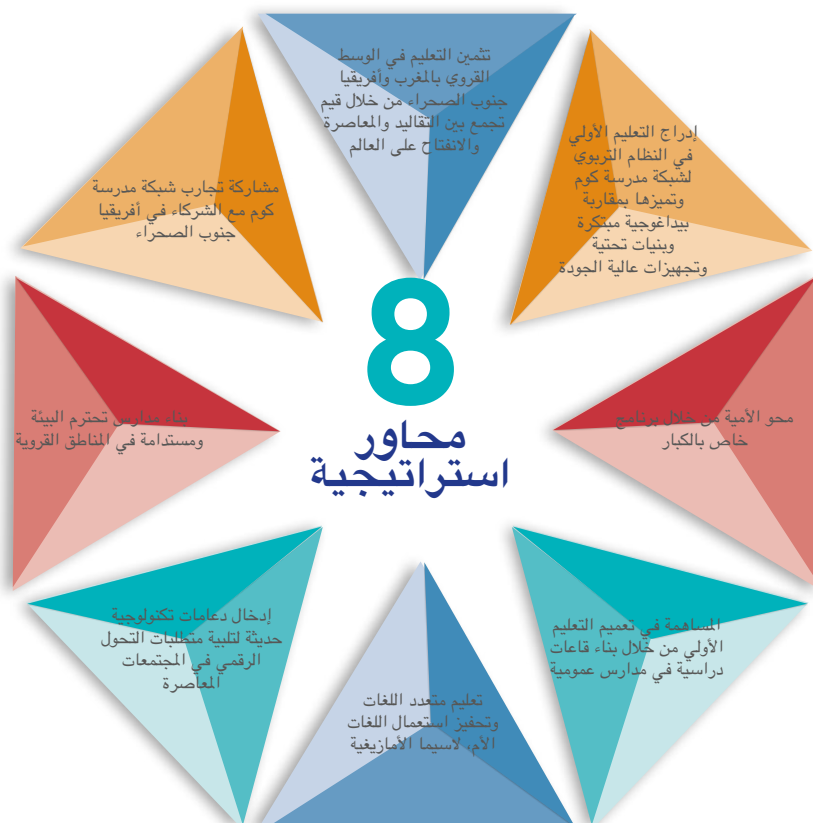 تثمين التعليم في الوسط
القروي بالمغرب وأفريقيا
جنوب الصحراء من خلال قيم
تجمع بين التقاليد والمعاصرة
والانفتاح على العالم
إدراج التعليم الأولي
في النظام التربوي
لشبكة مدرسة كوم
وتميزها بمقاربة
بيداغوجية مبتكرة
وبنيات تحتية
وتجهيزات عالية الجودة
مشاركة تجارب شبكة مدرسة
كوم مع الشركاء في أفريقيا
جنوب الصحراء
8
محاور
استراتيجية
محو الأمية من خلال برنامج
خاص بالكبار
بناء مدارس تحترم البيئة
ومستدامة في المناطق القروية
المساهمة في تعميم التعليم
الأولي من خلال بناء قاعات
دراسية في مدارس عمومية
إدخال دعامات تكنولوجية
حديثة لتلبية متطلبات التحول
الرقمي في المجتمعات
المعاصرة
تعليم متعدد اللغات
وتحفيز استعمال اللغات
الأم، لاسيما الأمازيغية